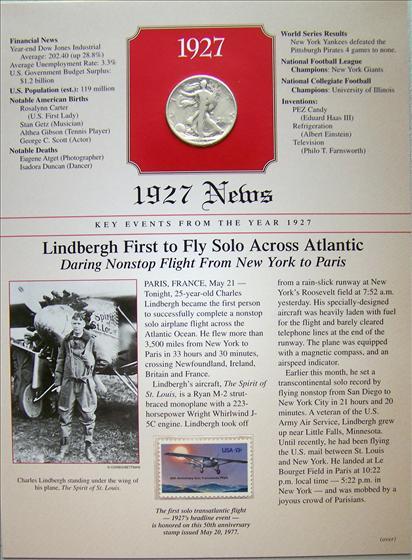 Financial News
Year-end Dow Jones Industrial
Average: 202.40 (up 28.8%)
Average Unemployment Rate: 3.3%
U.S. Government Budget Surplus:
$1.2 billion
U.S. Population (est.): 119 million
Notable American Births
Rosalynn Carter
(U.S. First Lady)
Stan Getz (Musician)
Althea Gibson (Tennis Player)
George C. Scott (Actor)
Notable Deaths
Eugene Atget (Photographer)
Isadora Duncan (Dancer)
1927
World Series Results
New York Yankees defeated the
Pittsburgh Pirates 4 games to none.
National Football League
Champions: New York Giants
National Collegiate Football
Champions: University of Illinois
Inventions:
PEZ Candy
(Eduard Haas III)
Refrigeration
(Albert Einstein)
Television
(Philo T. Farnsworth)
1927 News
KEY EVENTS FROM THE YEAR 1927
Lindbergh First to Fly Solo Across Atlantic
Daring Nonstop Flight From New York to Paris
Spirit
of
St. Louis
© CORBIS/BETTMANN
Charles Lindbergh standing under the wing of
his plane, The Spirit of St. Louis.
PARIS, FRANCE, May 21 —
Tonight, 25-year-old Charles
Lindbergh became the first person
to successfully complete a nonstop
solo airplane flight across the
Atlantic Ocean. He flew more than
3,500 miles from New York to
Paris in 33 hours and 30 minutes,
crossing Newfoundland, Ireland,
Britain and France.
Lindbergh's aircraft, The Spirit of
St. Louis, is a Ryan M-2 strut-
braced monoplane with a 223-
horsepower Wright Whirlwind J-
5C engine. Lindbergh took off
USA 13c
50th Anniversary Solo Transatlantic Flight
The first solo
transatlantic flight
— 1927's headline event —
is honored on this 50th anniversary
stamp issued May 20, 1977.
from a rain-slick runway at New
York's Roosevelt field at 7:52 a.m.
yesterday. His specially-designed
aircraft was heavily laden with fuel
for the flight and barely cleared
telephone lines at the end of the
runway. The plane was equipped
with a magnetic compass, and an
airspeed indicator.
Earlier this month, he set a
transcontinental solo record by
flying nonstop from San Diego to
New York City in 21 hours and 20
minutes. A veteran of the U.S.
Army Air Service, Lindbergh grew
up near Little Falls, Minnesota.
Until recently, he had been flying
the U.S. mail between St. Louis
and New York. He landed at Le
Bourget Field in Paris at 10:22
p.m. local time — 5:22 p.m. in
New York — and was mobbed by a
joyous crowd of Parisians.
(over)